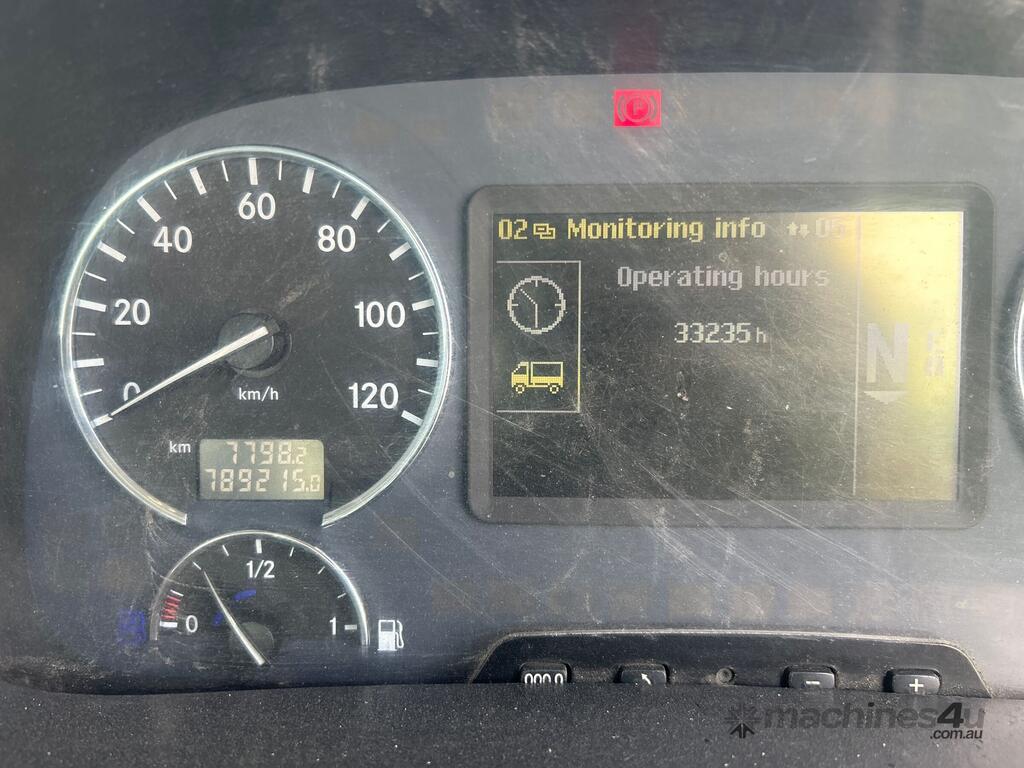 P
02 Monitoring info 05
Operating hours
33235 h
N
0
20
40
60
80
100
120
km/h
km
7798.2
789215.0
0
1/2
1
000.0
-
+
machines4u
.com.au